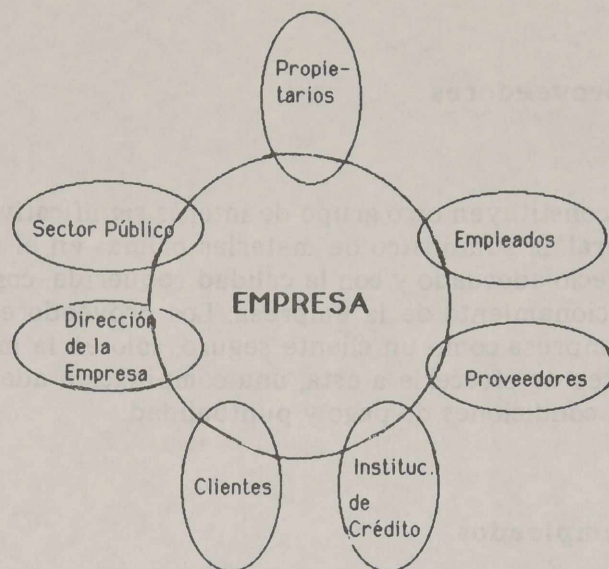 Propie-
tarios
Sector Público
Empleados
EMPRESA
Dirección
de la
Empresa
Proveedores
Clientes
Instituc.
de
Crédito